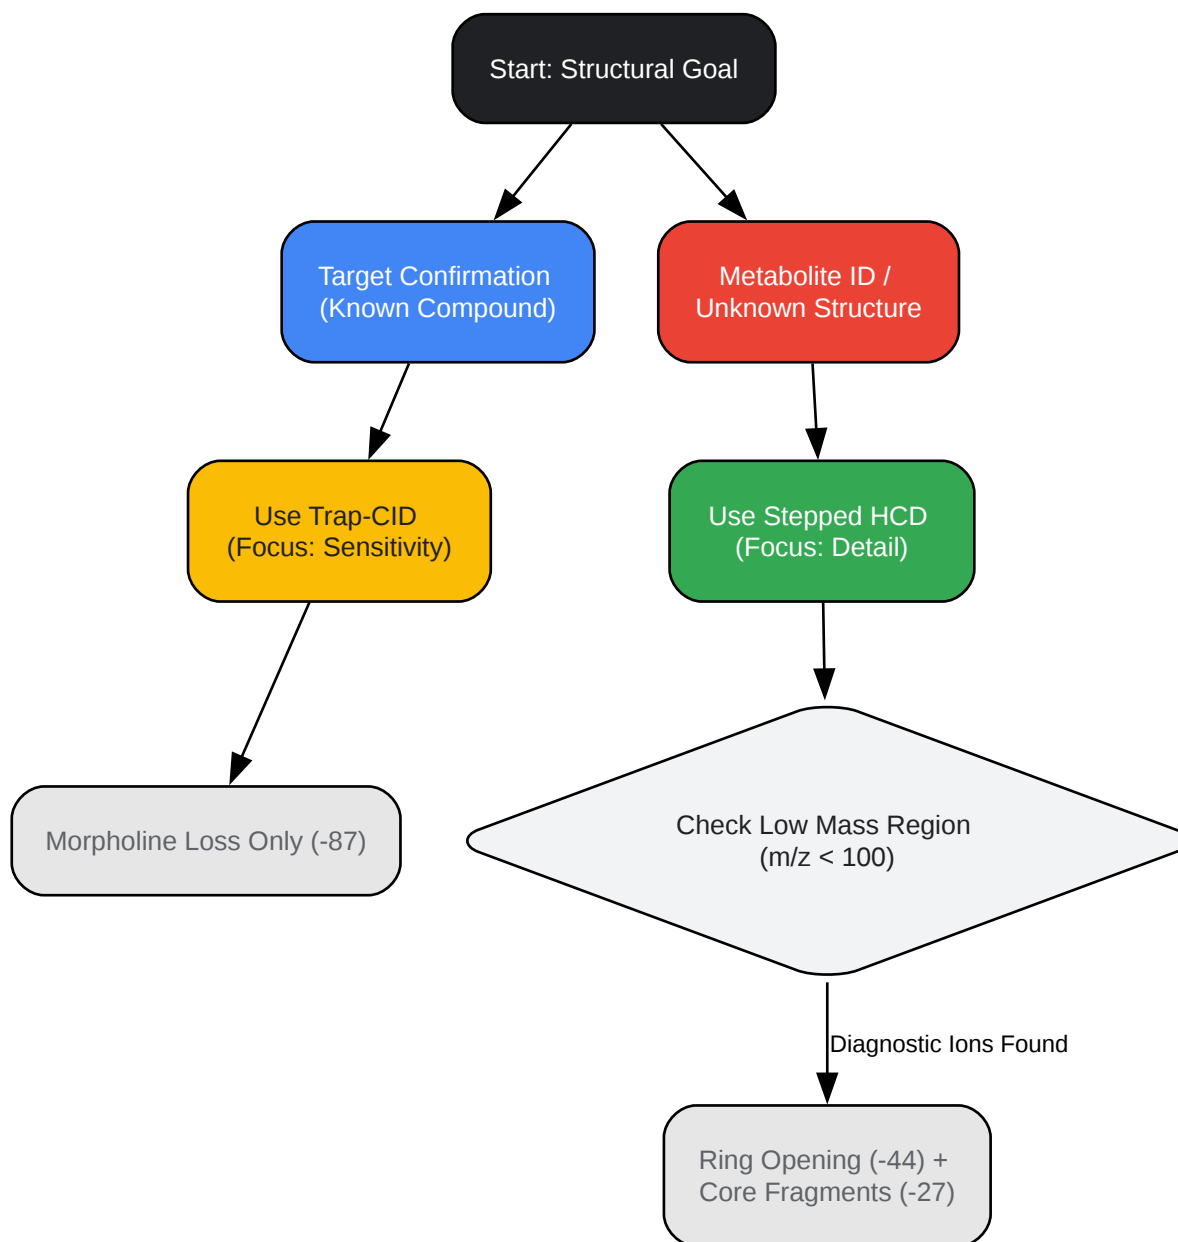 Start: Structural Goal
Target Confirmation
(Known Compound)
Metabolite ID /
Unknown Structure
Use Trap-CID
(Focus: Sensitivity)
Use Stepped HCD
(Focus: Detail)
Morpholine Loss Only (-87)
Check Low Mass Region
(m/z < 100)
Diagnostic Ions Found
Ring Opening (-44) +
Core Fragments (-27)